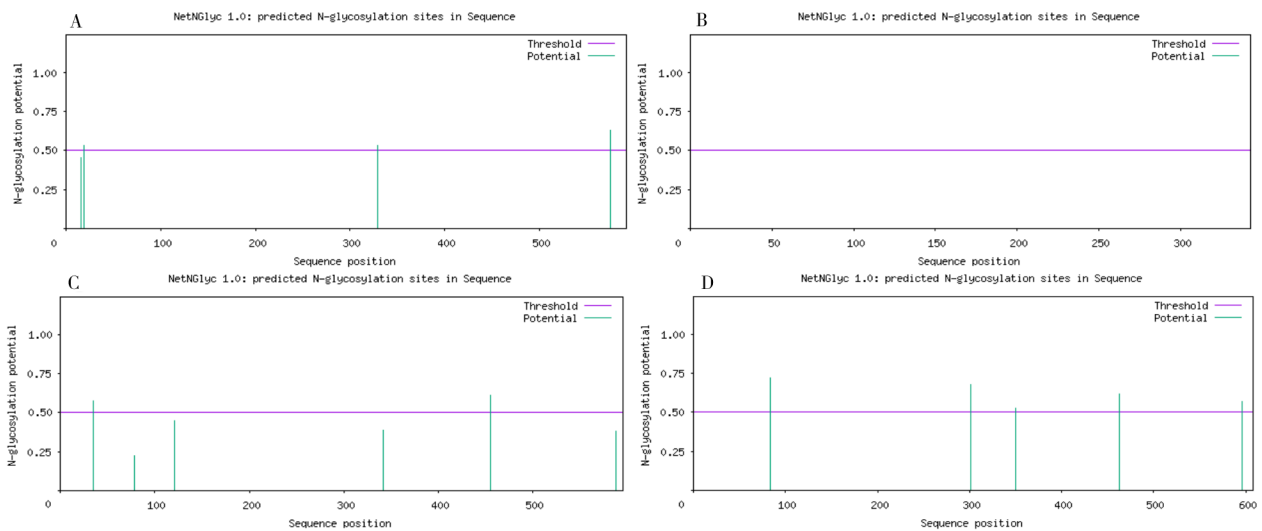 A
NetNGlyc 1.0: predicted N-glycosylation sites in Sequence
Threshold
Potential
N-glycosylation potential
1.00
0.75
0.50
0.25
0
100
200
300
400
500
Sequence position
B
NetNGlyc 1.0: predicted N-glycosylation sites in Sequence
Threshold
Potential
N-glycosylation potential
1.00
0.75
0.50
0.25
0
50
100
150
200
250
300
Sequence position
C
NetNGlyc 1.0: predicted N-glycosylation sites in Sequence
Threshold
Potential
N-glycosylation potential
1.00
0.75
0.50
0.25
0
100
200
300
400
500
Sequence position
D
NetNGlyc 1.0: predicted N-glycosylation sites in Sequence
Threshold
Potential
N-glycosylation potential
1.00
0.75
0.50
0.25
0
100
200
300
400
500
600
Sequence position